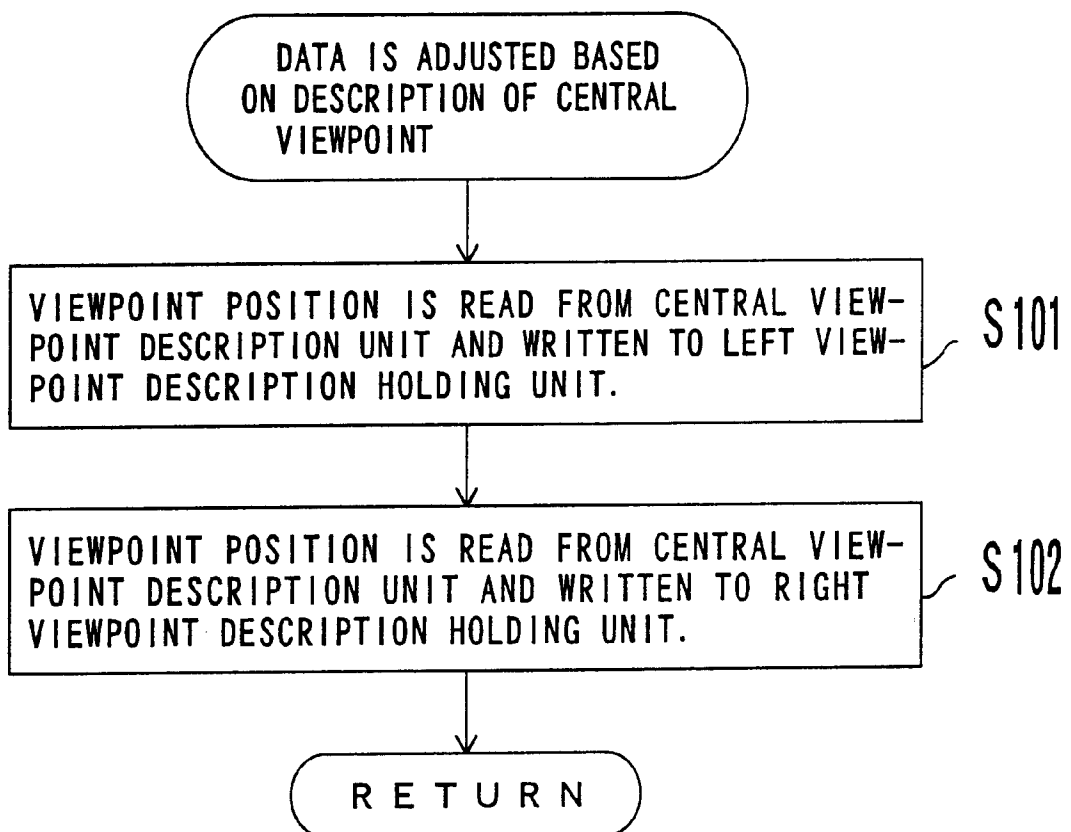 DATA IS ADJUSTED BASED
ON DESCRIPTION OF CENTRAL
VIEWPOINT
VIEWPOINT POSITION IS READ FROM CENTRAL VIEW-
POINT DESCRIPTION UNIT AND WRITTEN TO LEFT VIEW-
POINT DESCRIPTION HOLDING UNIT.
S101
VIEWPOINT POSITION IS READ FROM CENTRAL VIEW-
POINT DESCRIPTION UNIT AND WRITTEN TO RIGHT
VIEWPOINT DESCRIPTION HOLDING UNIT.
S102
RETURN